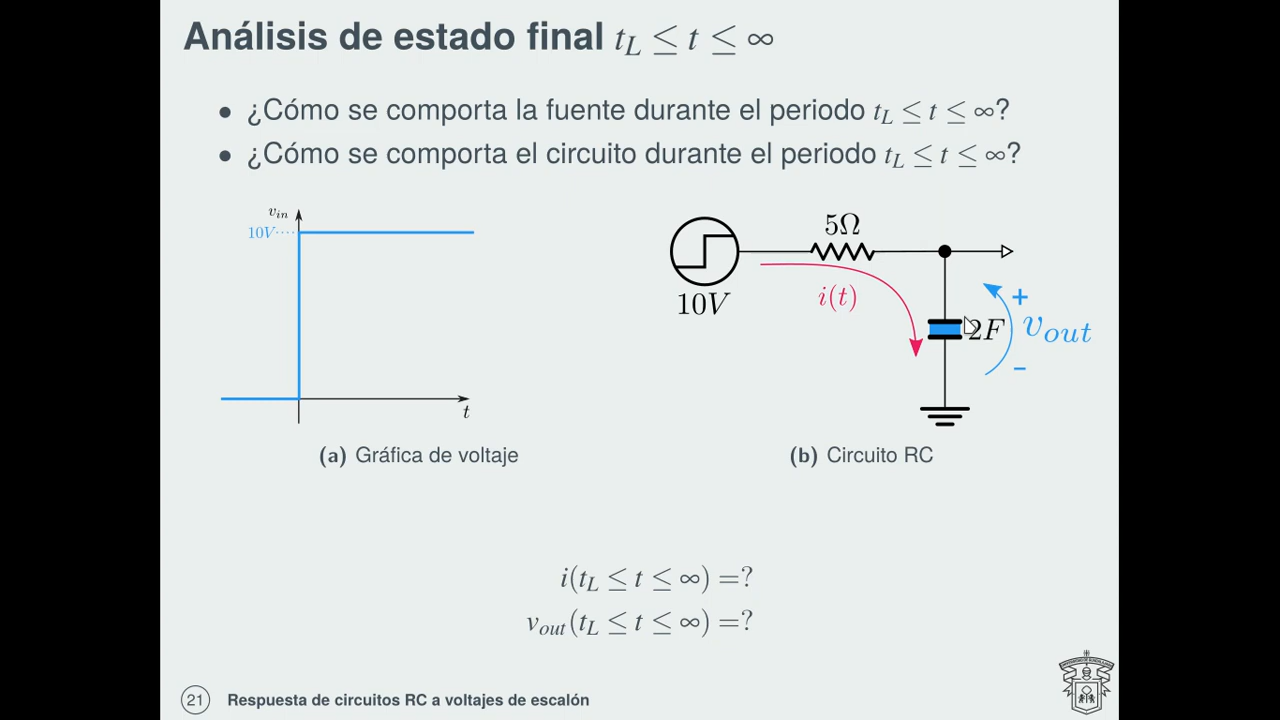 Análisis de estado final t_L ≤ t ≤ ∞
• ¿Cómo se comporta la fuente durante el periodo t_L ≤ t ≤ ∞?
• ¿Cómo se comporta el circuito durante el periodo t_L ≤ t ≤ ∞?
v_in
10V
t
(a) Gráfica de voltaje
5Ω
10V
i(t)
2F
+
v_out
-
(b) Circuito RC
i(t_L ≤ t ≤ ∞) =?
v_out(t_L ≤ t ≤ ∞) =?
21 Respuesta de circuitos RC a voltajes de escalón